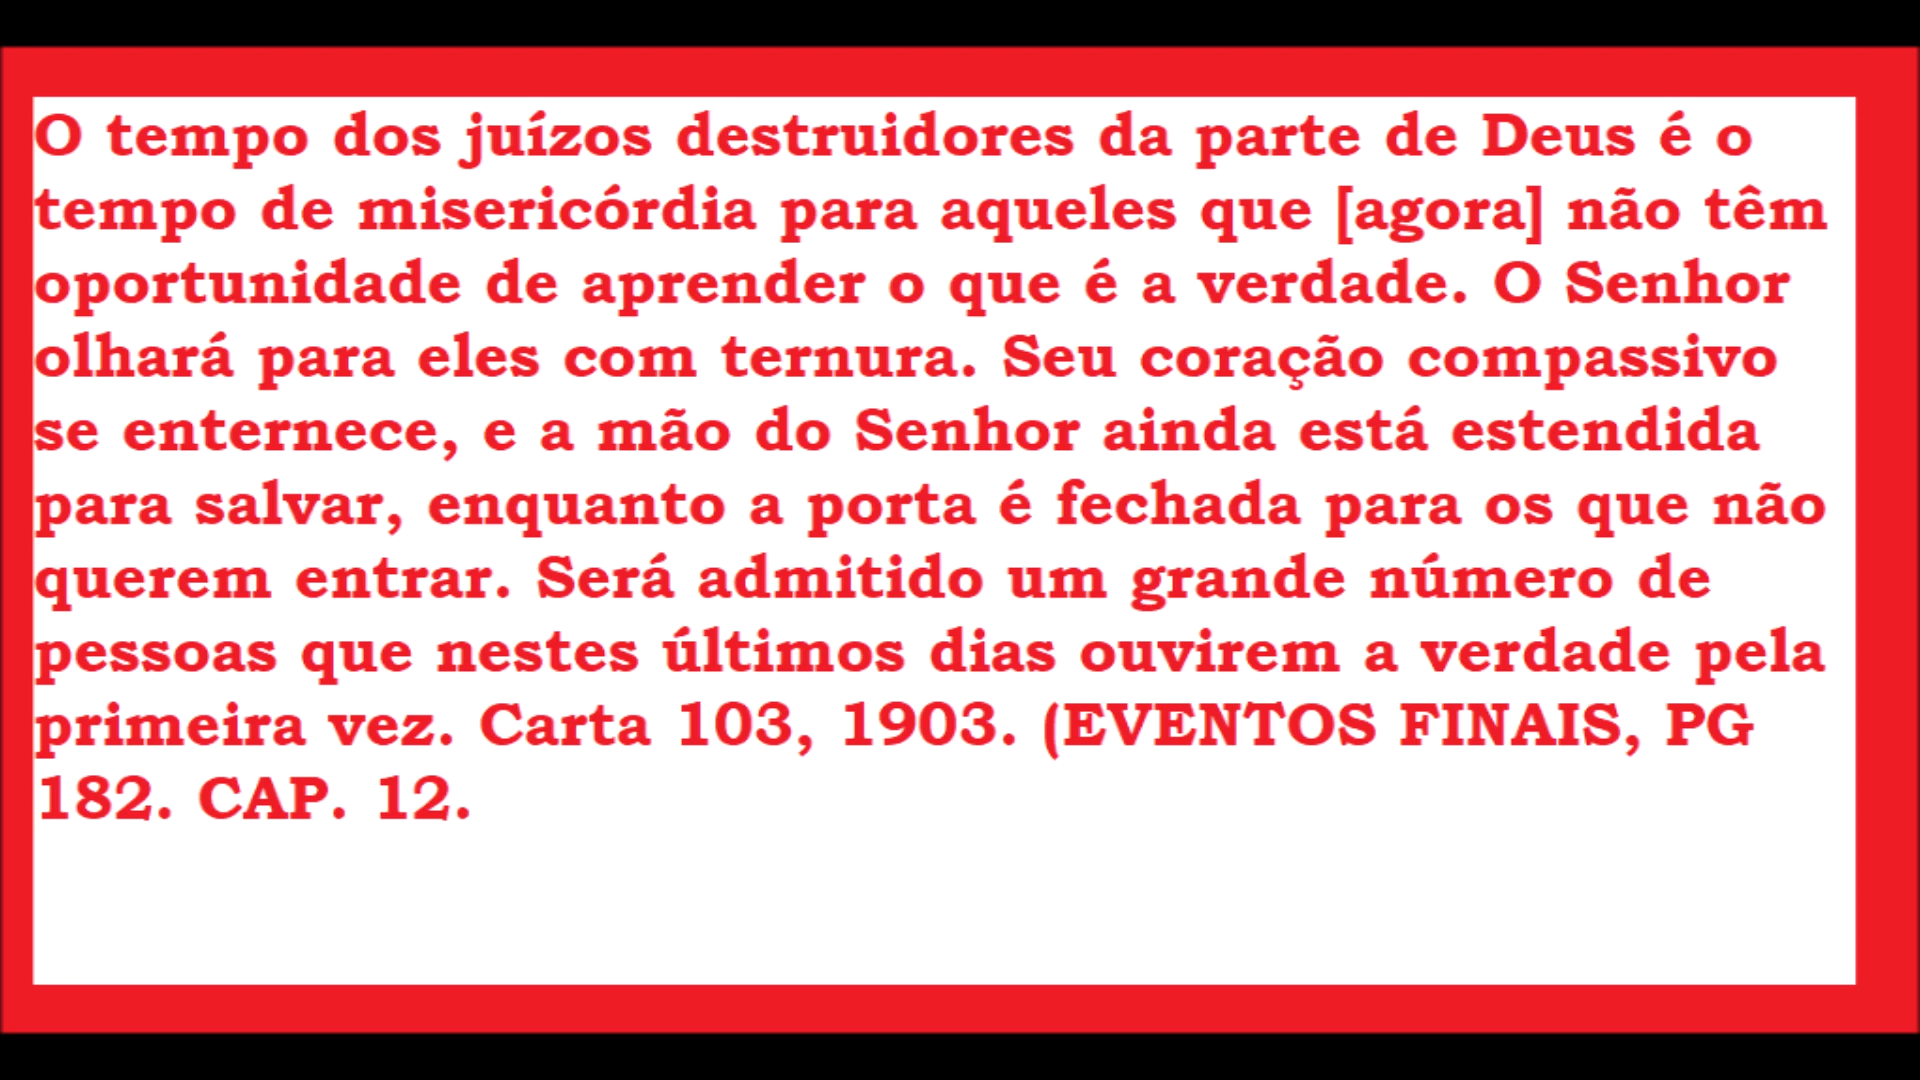 O tempo dos juízos destruidores da parte de Deus é o
tempo de misericórdia para aqueles que [agora] não têm
oportunidade de aprender o que é a verdade. O Senhor
olhará para eles com ternura. Seu coração compassivo
se enternece, e a mão do Senhor ainda está estendida
para salvar, enquanto a porta é fechada para os que não
querem entrar. Será admitido um grande número de
pessoas que nestes últimos dias ouvirem a verdade pela
primeira vez. Carta 103, 1903. (EVENTOS FINAIS, PG
182. CAP. 12.